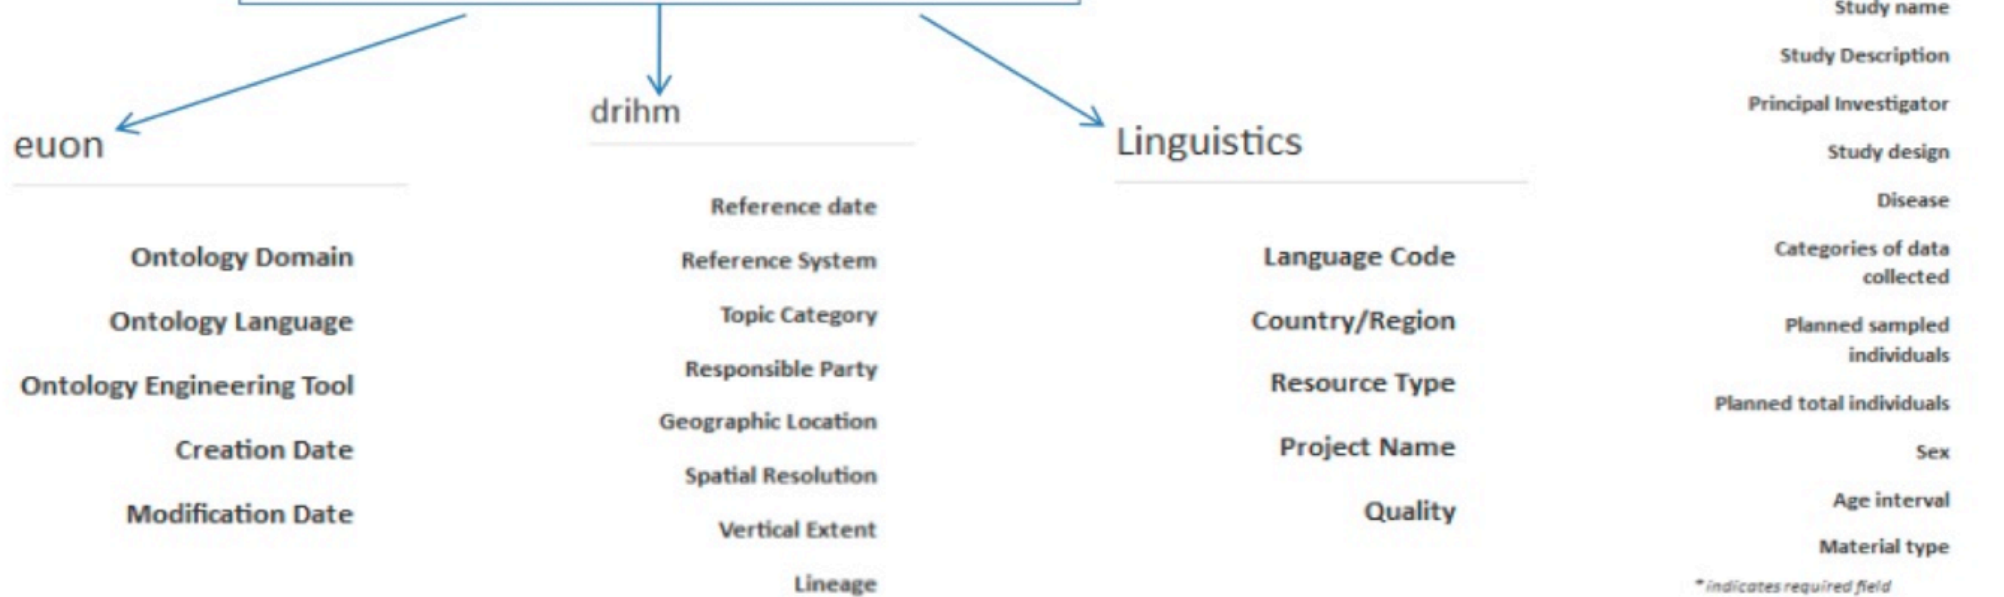 euon
Ontology Domain
Ontology Language
Ontology Engineering Tool
Creation Date
Modification Date
drihm
Reference date
Reference System
Topic Category
Responsible Party
Geographic Location
Spatial Resolution
Vertical Extent
Lineage
Linguistics
Language Code
Country/Region
Resource Type
Project Name
Quality
Study name
Study Description
Principal Investigator
Study design
Disease
Categories of data
collected
Planned sampled
individuals
Planned total individuals
Sex
Age interval
Material type
* indicates required field